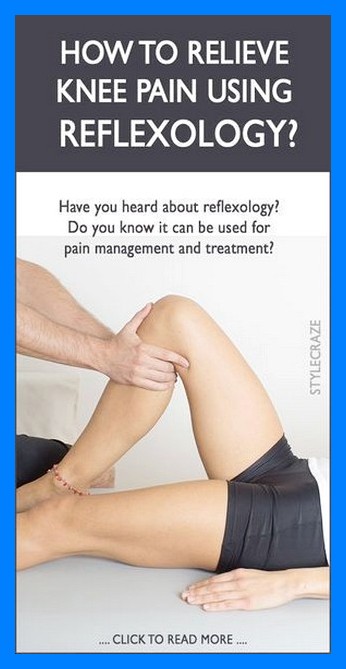 HOW TO RELIEVE
KNEE PAIN USING
REFLEXOLOGY?
Have you heard about reflexology?
Do you know it can be used for
pain management and treatment?
STYLECRAZE
.... CLICK TO READ MORE ....